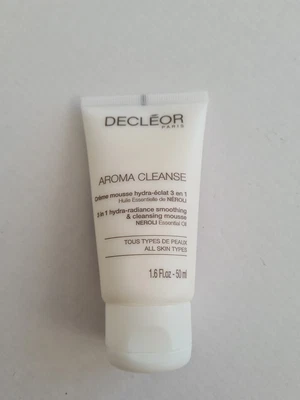 DECLÉOR
PARIS
AROMA CLEANSE
Crème mousse hydra-éclat 3 en 1
Huile Essentielle de NÉROLI
3 in 1 hydra-radiance smoothing
& cleansing mousse
NEROLI Essential Oil
TOUS TYPES DE PEAUX
ALL SKIN TYPES
1.6 Fl.oz - 50 ml